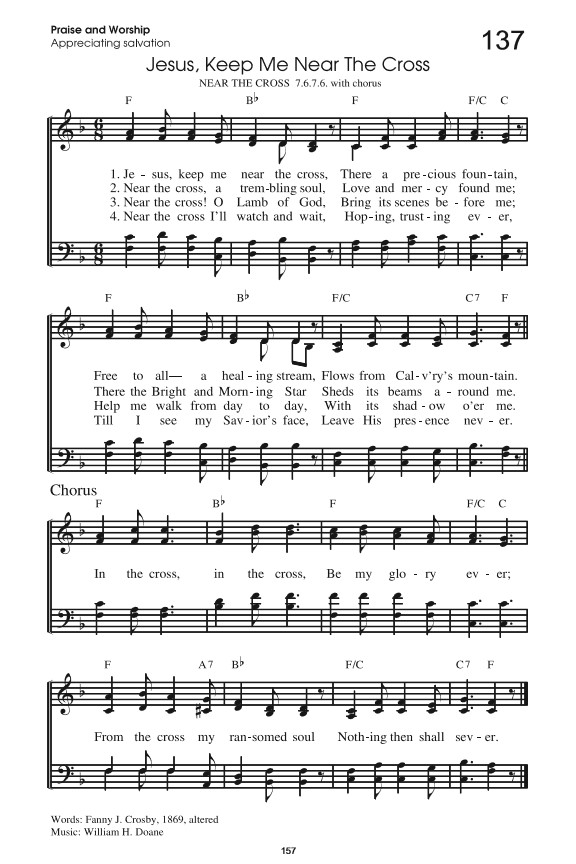 Praise and Worship
Appreciating salvation
137
Jesus, Keep Me Near The Cross
NEAR THE CROSS 7.6.7.6. with chorus
F B♭ F F/C C
1. Je - sus, keep me near the cross, There a pre - cious foun - tain,
2. Near the cross, a trem - bling soul, Love and mer - cy found me;
3. Near the cross! O Lamb of God, Bring its scenes be - fore me;
4. Near the cross I'll watch and wait, Hop - ing, trust - ing ev - er,
F B♭ F/C C7 F
Free to all— a heal - ing stream, Flows from Cal - v'ry's moun - tain.
There the Bright and Morn - ing Star Sheds its beams a - round me.
Help me walk from day to day, With its shad - ow o'er me.
Till I see my Sav - ior's face, Leave His pres - ence nev - er.
Chorus
F B♭ F F/C C
In the cross, in the cross, Be my glo - ry ev - er;
F A7 B♭ F/C C7 F
From the cross my ran - somed soul Noth - ing then shall sev - er.
Words: Fanny J. Crosby, 1869, altered
Music: William H. Doane
157